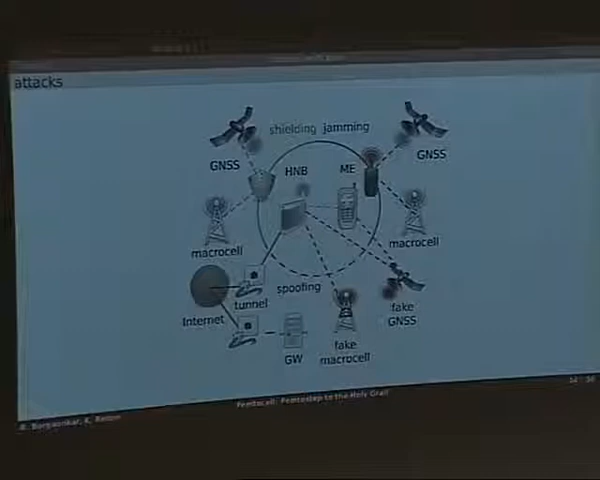 attacks
shielding jamming
GNSS
HNB
ME
GNSS
macrocell
macrocell
spoofing
tunnel
Internet
fake
GNSS
GW
fake
macrocell
Femtocell: Femtostep to the Holy Grail